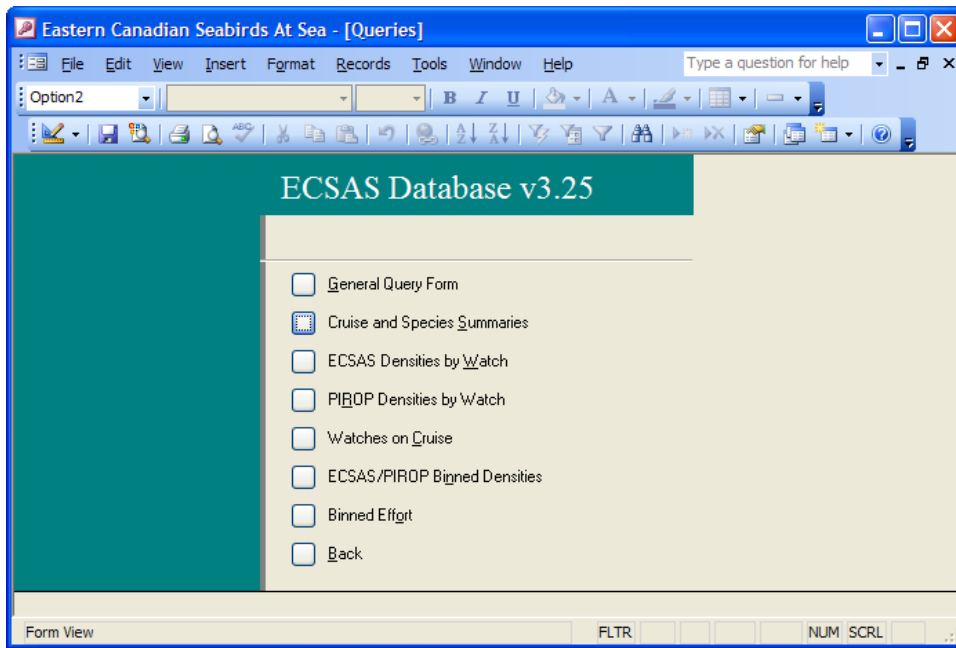 Eastern Canadian Seabirds At Sea - [Queries]
File Edit View Insert Format Records Tools Window Help Type a question for help
Option2 B I U A
ABC A Z Z A
ECSAS Database v3.25
General Query Form
Cruise and Species Summaries
ECSAS Densities by Watch
PIROP Densities by Watch
Watches on Cruise
ECSAS/PIROP Binned Densities
Binned Effort
Back
Form View FLTR NUM SCRL